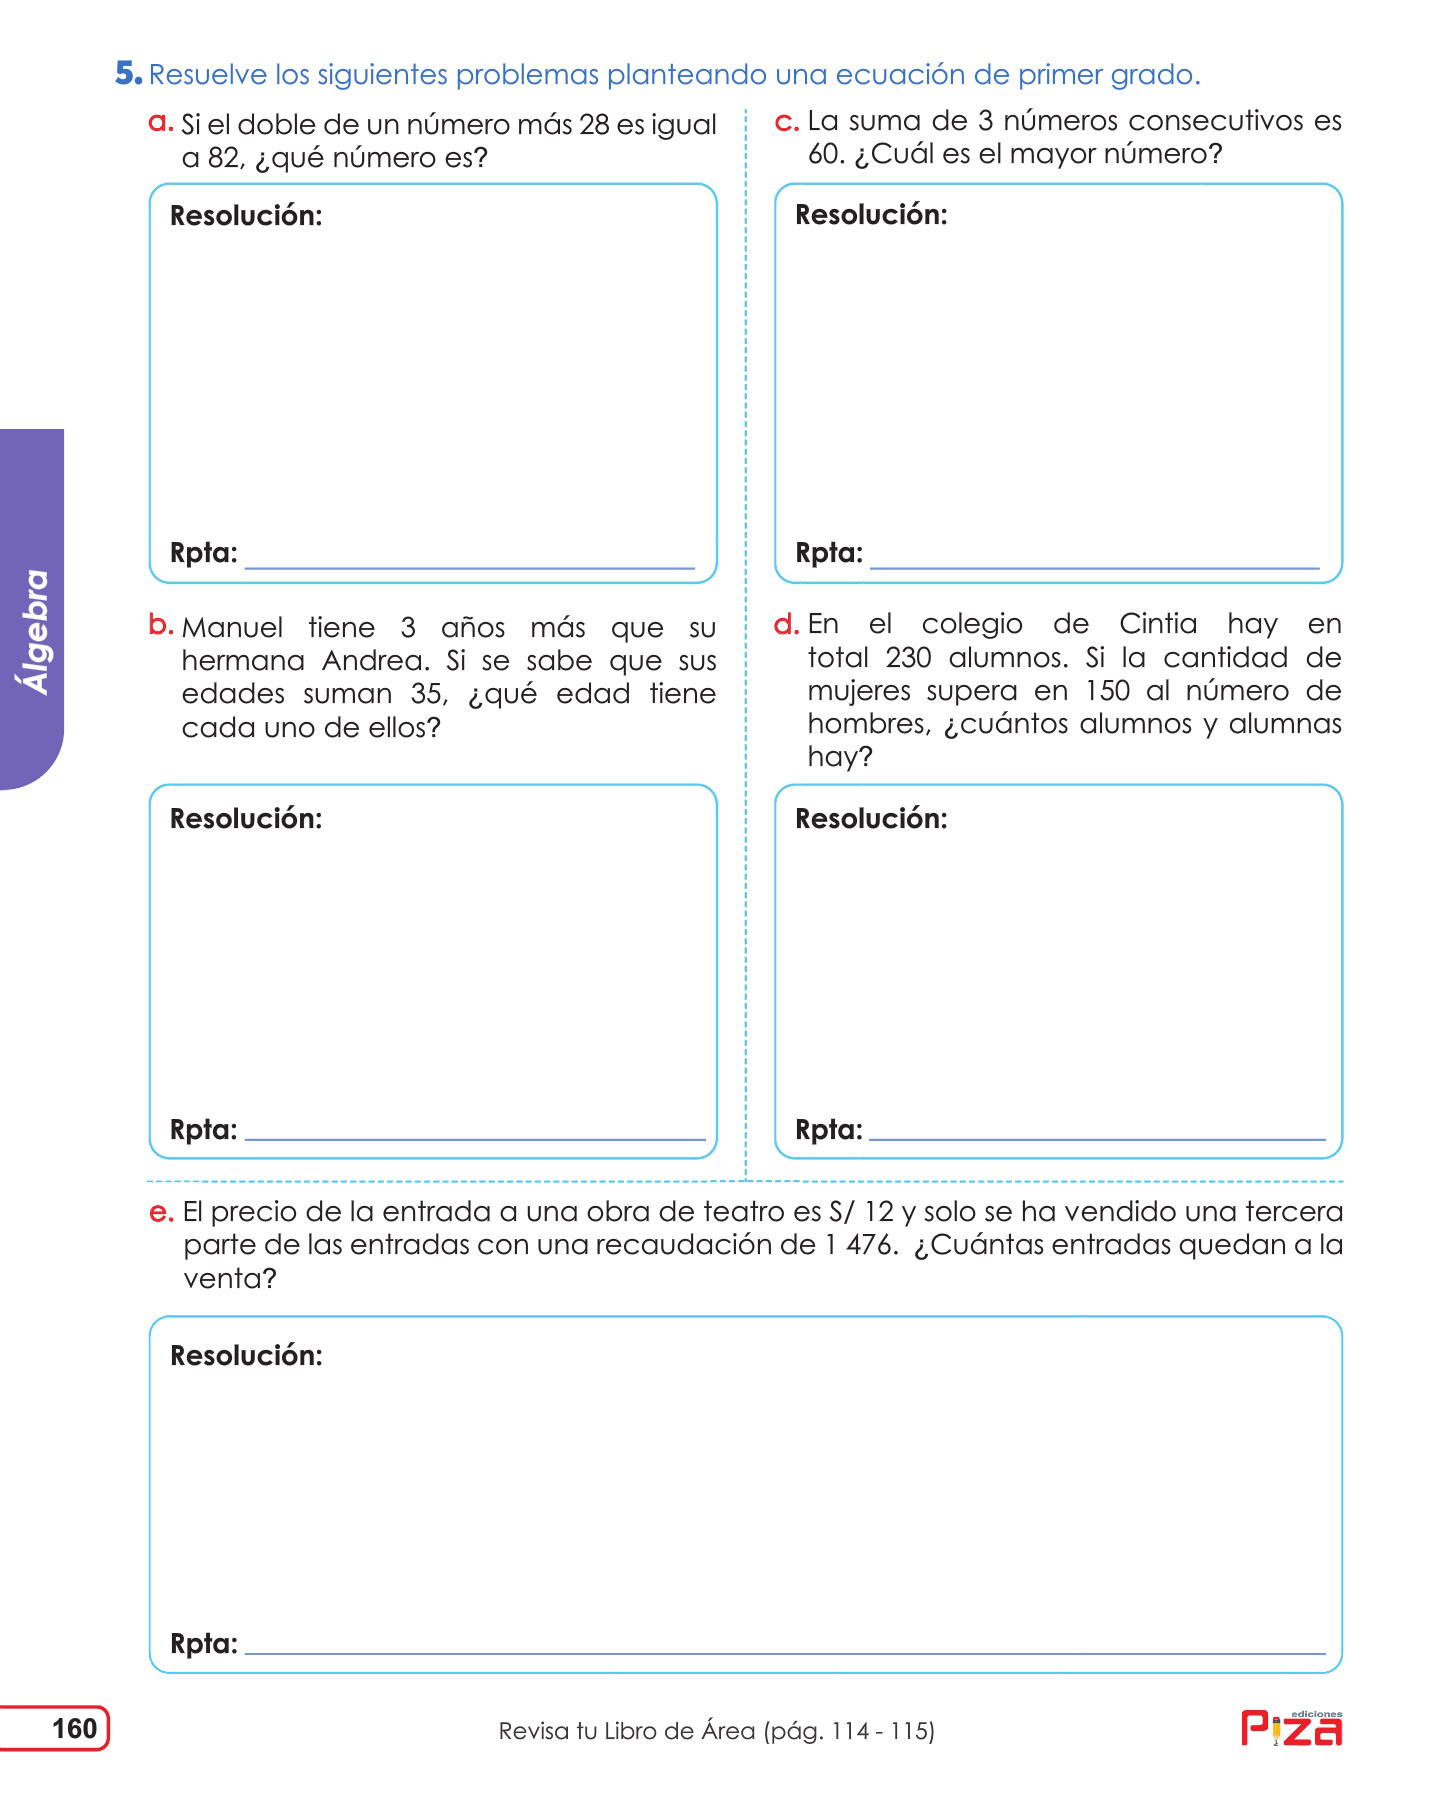 5. Resuelve los siguientes problemas planteando una ecuación de primer grado.
a. Si el doble de un número más 28 es igual
a 82, ¿qué número es?
Resolución:
Rpta:
b. Manuel tiene 3 años más que su
hermana Andrea. Si se sabe que sus
edades suman 35, ¿qué edad tiene
cada uno de ellos?
Resolución:
Rpta:
c. La suma de 3 números consecutivos es
60. ¿Cuál es el mayor número?
Resolución:
Rpta:
d. En el colegio de Cintia hay en
total 230 alumnos. Si la cantidad de
mujeres supera en 150 al número de
hombres, ¿cuántos alumnos y alumnas
hay?
Resolución:
Rpta:
e. El precio de la entrada a una obra de teatro es S/ 12 y solo se ha vendido una tercera
parte de las entradas con una recaudación de 1 476. ¿Cuántas entradas quedan a la
venta?
Resolución:
Rpta:
Álgebra
160
Revisa tu Libro de Área (pág. 114 - 115)
ediciones
Piza